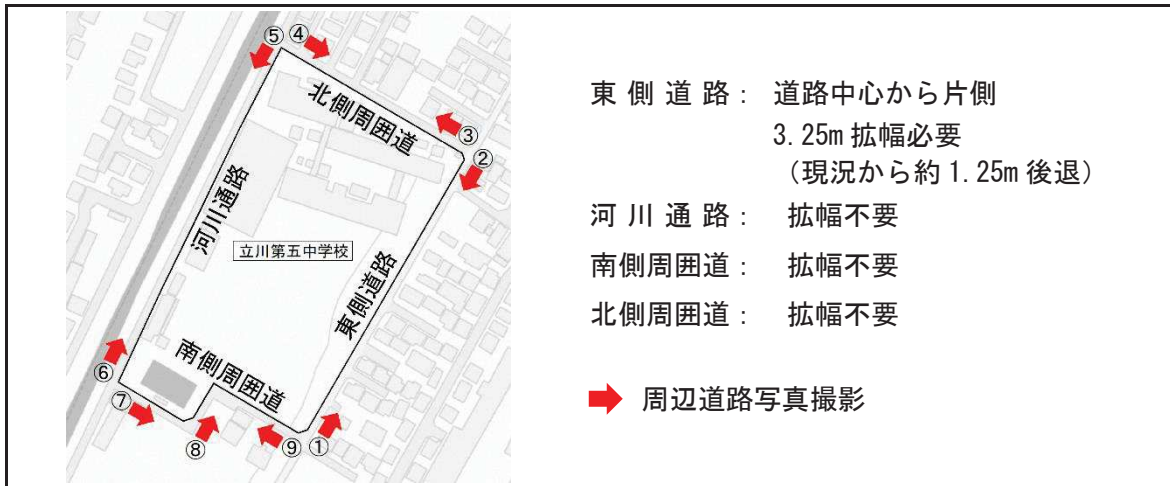 ⑤ ④
北側周囲道
③
②
河川通路
立川第五中学校
東側道路
南側周囲道
⑥
⑦
⑧
⑨ ①
東側道路： 道路中心から片側
3.25m 拡幅必要
（現況から約 1.25m 後退）
河川通路： 拡幅不要
南側周囲道： 拡幅不要
北側周囲道： 拡幅不要
周辺道路写真撮影